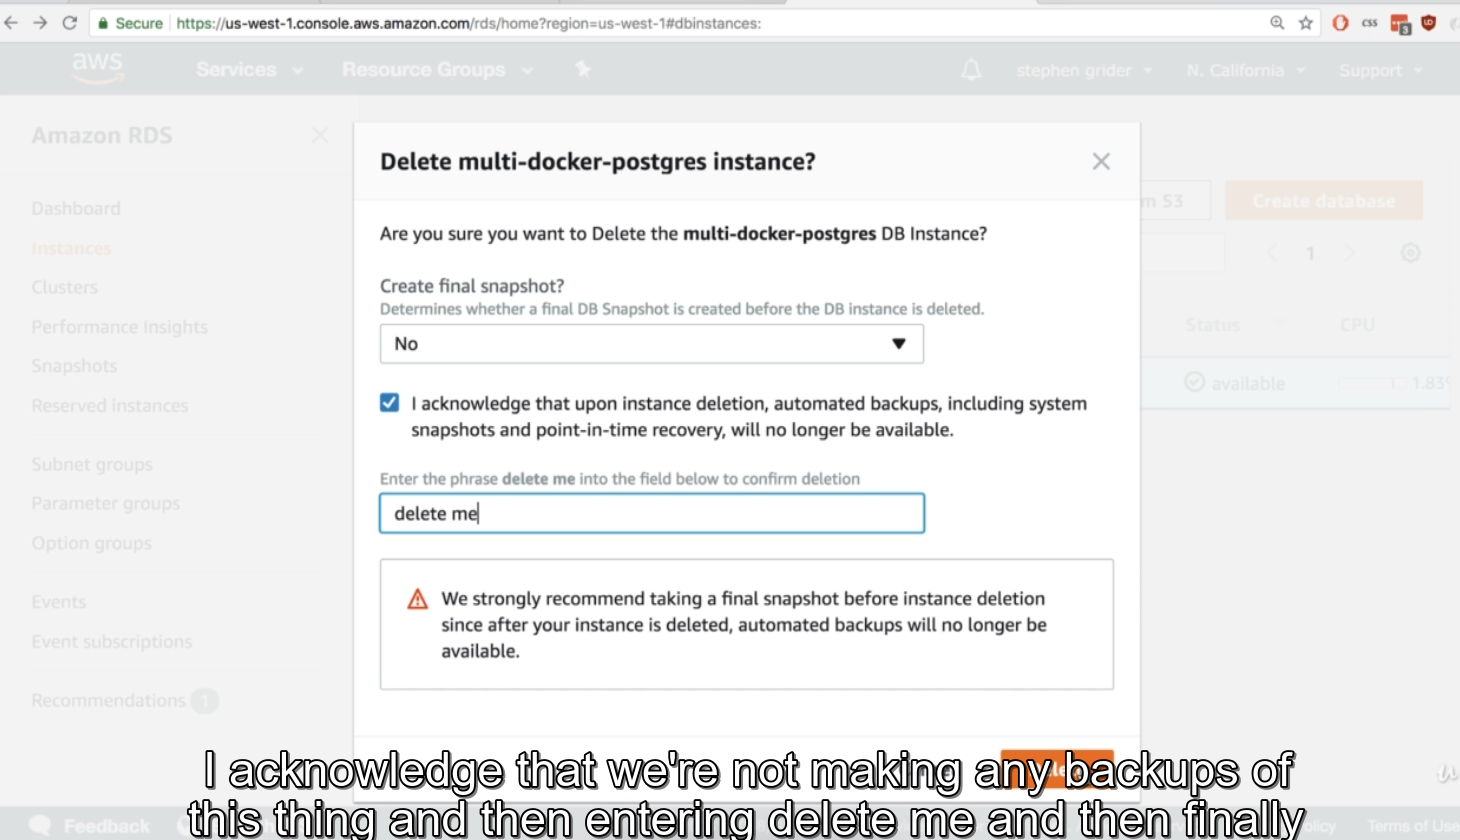 Secure https://us-west-1.console.aws.amazon.com/rds/home?region=us-west-1#dbinstances:
css
3
aws Services Resource Groups stephen grider N. California Support
Amazon RDS
Dashboard
Instances
Clusters
Performance Insights
Snapshots
Reserved instances
Subnet groups
Parameter groups
Option groups
Events
Event subscriptions
Recommendations 1
Delete multi-docker-postgres instance?
Are you sure you want to Delete the multi-docker-postgres DB Instance?
Create final snapshot?
Determines whether a final DB Snapshot is created before the DB instance is deleted.
No
I acknowledge that upon instance deletion, automated backups, including system
snapshots and point-in-time recovery, will no longer be available.
Enter the phrase delete me into the field below to confirm deletion
delete me
We strongly recommend taking a final snapshot before instance deletion
since after your instance is deleted, automated backups will no longer be
available.
S3 Create database
1
Status CPU
available
I acknowledge that we're not making any backups of
this thing and then entering delete me and then finally
Feedback
Terms of Use